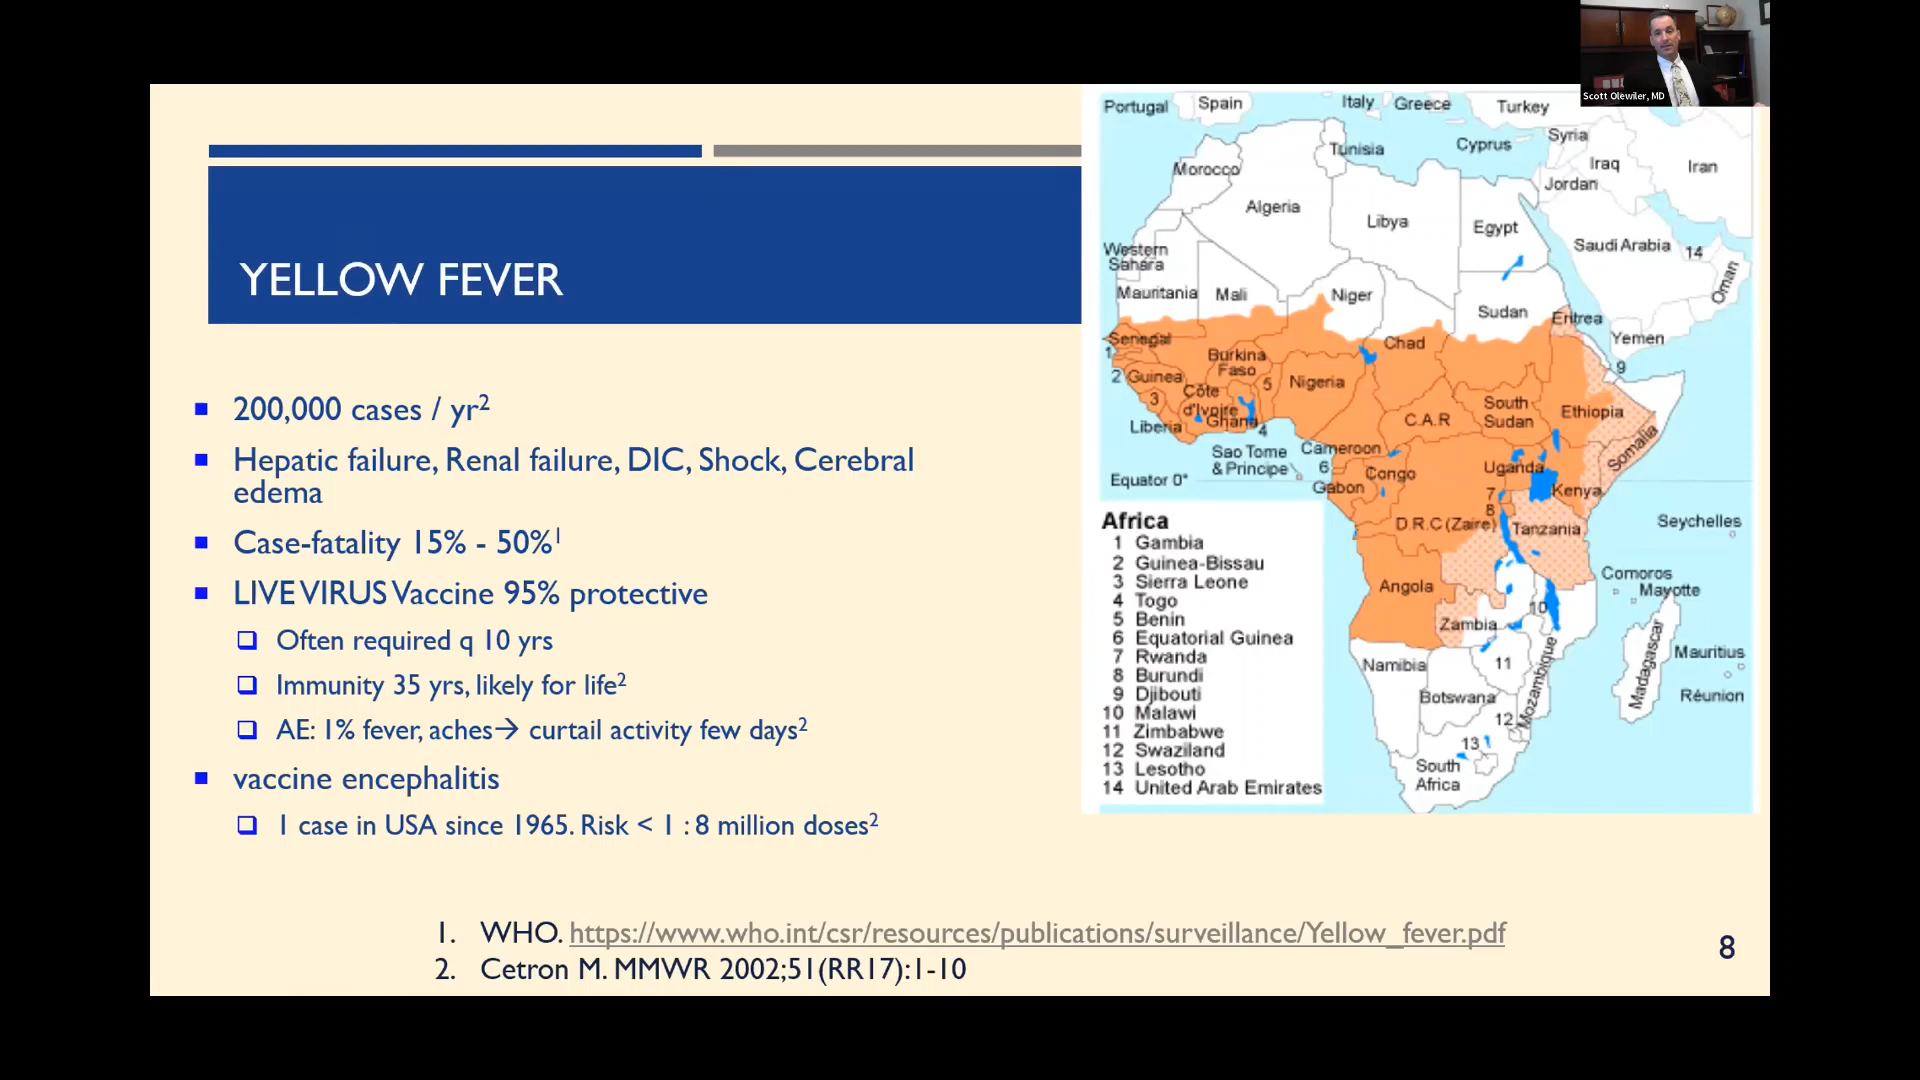 Scott Olewiler, MD
YELLOW FEVER
200,000 cases / yr2
Hepatic failure, Renal failure, DIC, Shock, Cerebral
edema
Case-fatality 15% - 50%1
LIVE VIRUS Vaccine 95% protective
Often required q 10 yrs
Immunity 35 yrs, likely for life2
AE: 1% fever, aches→ curtail activity few days2
vaccine encephalitis
1 case in USA since 1965. Risk < 1 : 8 million doses2
Portugal
Spain
Italy
Greece
Turkey
Cyprus
Syria
Iraq
Iran
Jordan
Tunisia
Morocco
Algeria
Libya
Egypt
Saudi Arabia
14
Oman
Western
Sahara
Mauritania
Mali
Niger
Sudan
Eritrea
Yemen
Senegal
1
Chad
Burkina
Faso
9
2
Guinea
5
Nigeria
3
Côte
d'Ivoire
Ghana
4
Liberia
C.A.R
South
Sudan
Ethiopia
Somalia
Sao Tome
& Principe
Cameroon
6
Congo
Gabon
Uganda
Kenya
Equator 0°
7
8
D.R.C (Zaire)
Tanzania
Seychelles
Comoros
Mayotte
Angola
10
Zambia
Madagascar
Mauritius
Réunion
Namibia
11
Mozambique
Botswana
12
13
South
Africa
Africa
1 Gambia
2 Guinea-Bissau
3 Sierra Leone
4 Togo
5 Benin
6 Equatorial Guinea
7 Rwanda
8 Burundi
9 Djibouti
10 Malawi
11 Zimbabwe
12 Swaziland
13 Lesotho
14 United Arab Emirates
1. WHO. https://www.who.int/csr/resources/publications/surveillance/Yellow_fever.pdf
2. Cetron M. MMWR 2002;51(RR17):1-10
8